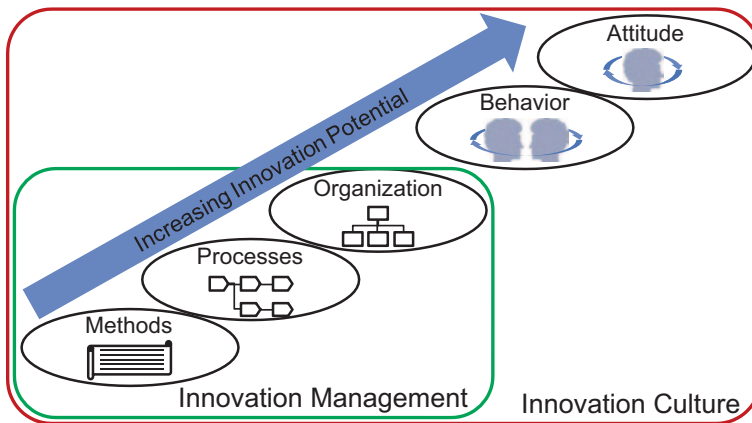 Attitude
Behavior
Increasing Innovation Potential
Organization
Processes
Methods
Innovation Management
Innovation Culture